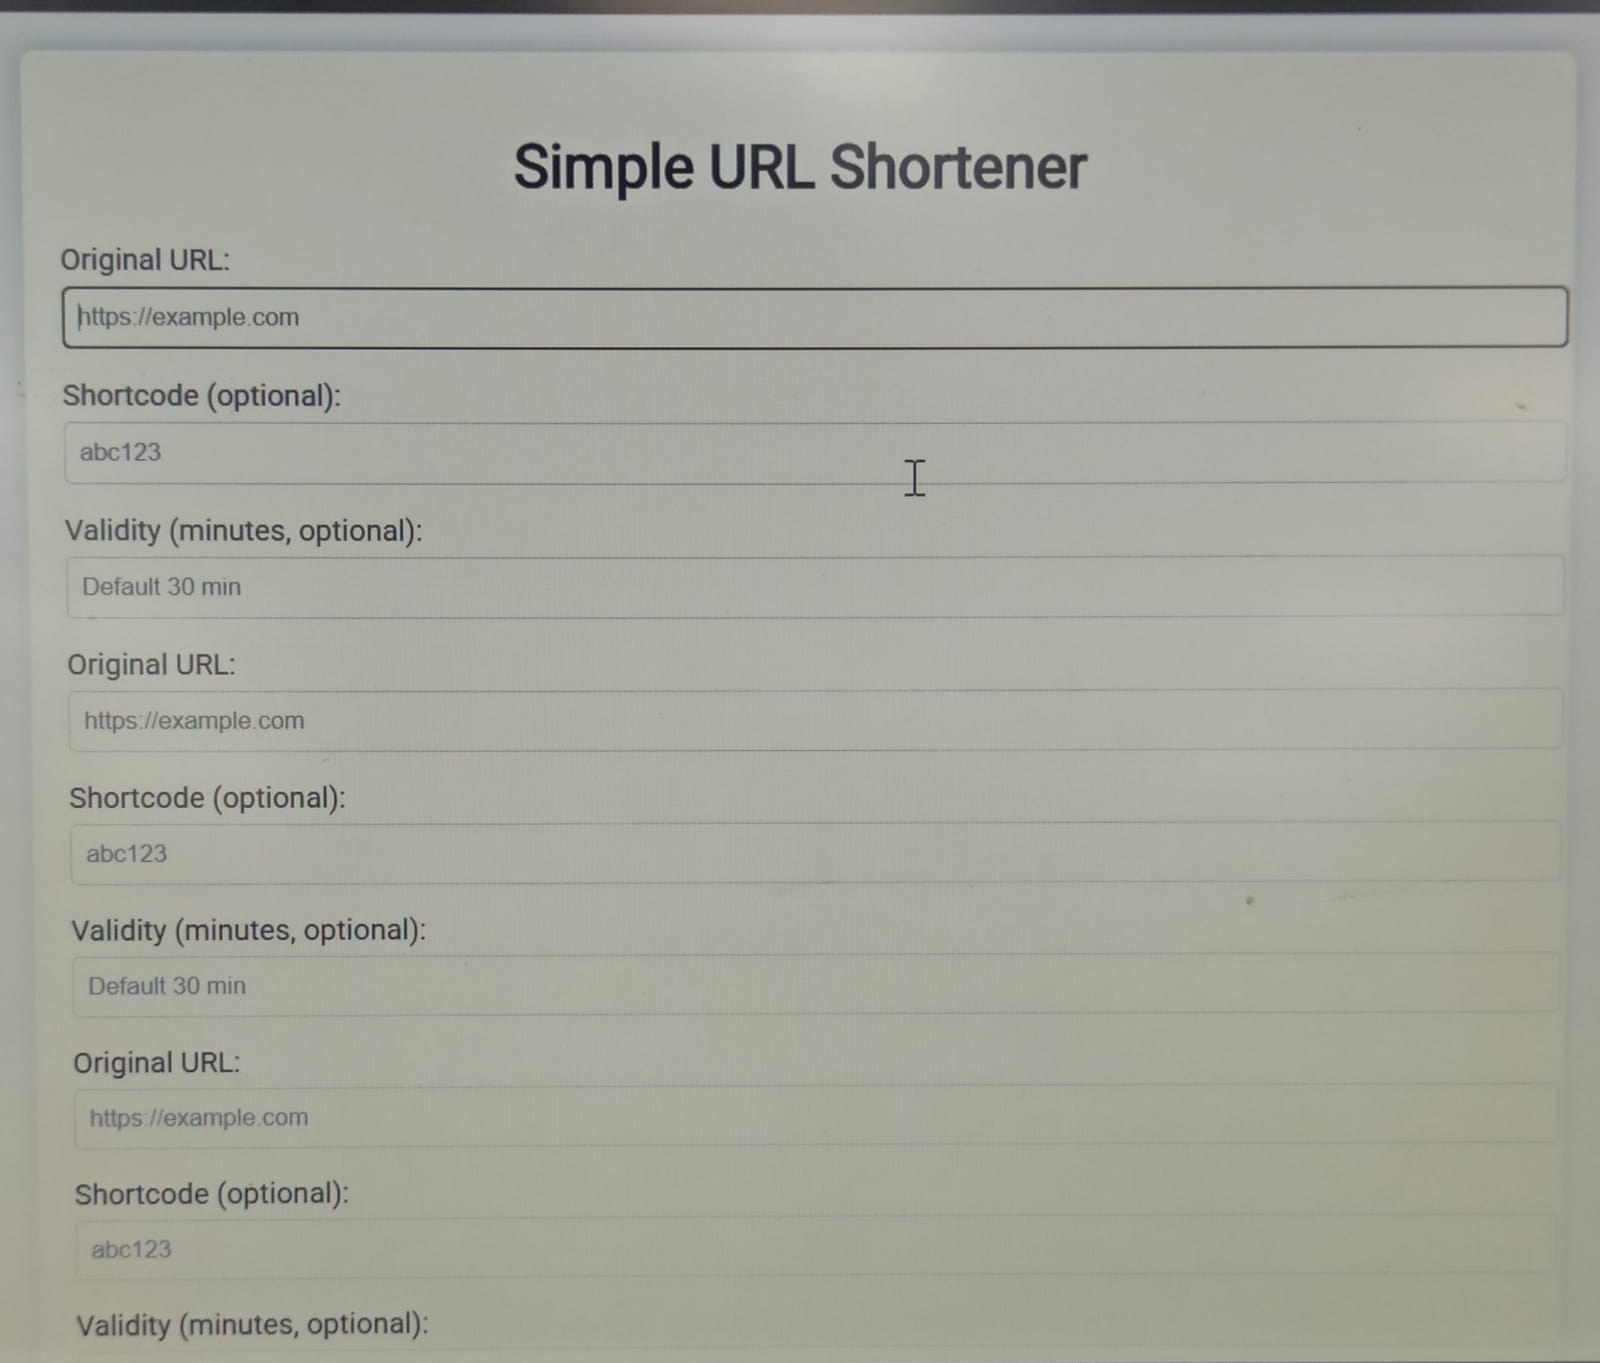 Simple URL Shortener
Original URL:
https://example.com
Shortcode (optional):
abc123
Validity (minutes, optional):
Default 30 min
Original URL:
https://example.com
Shortcode (optional):
abc123
Validity (minutes, optional):
Default 30 min
Original URL:
https://example.com
Shortcode (optional):
abc123
Validity (minutes, optional):